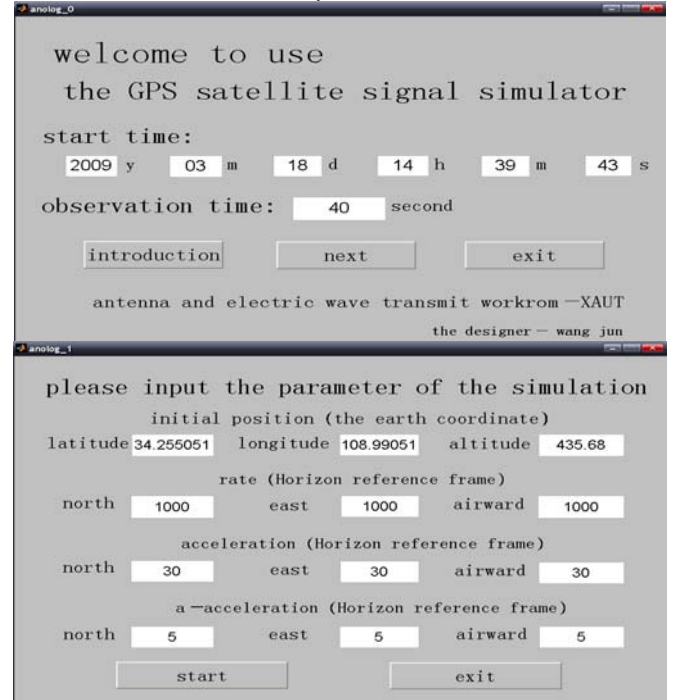 anolog_0
welcome to use
the GPS satellite signal simulator
start time:
2009 y 03 m 18 d 14 h 39 m 43 s
observation time: 40 second
introduction next exit
antenna and electric wave transmit workrom—XAUT
the designer— wang jun
anolog_1
please input the parameter of the simulation
initial position (the earth coordinate)
latitude 34.255051 longitude 108.99051 altitude 435.68
rate (Horizon reference frame)
north 1000 east 1000 airward 1000
acceleration (Horizon reference frame)
north 30 east 30 airward 30
a—acceleration (Horizon reference frame)
north 5 east 5 airward 5
start exit